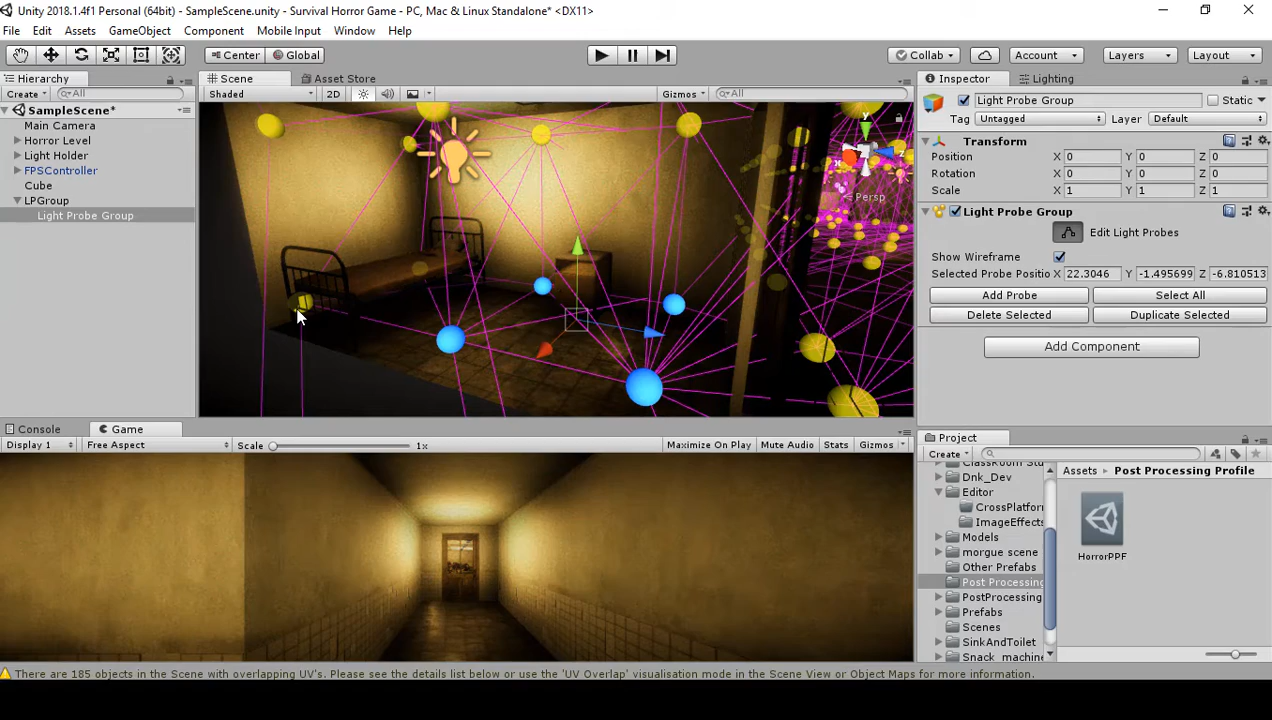 Unity 2018.1.4f1 Personal (64bit) - SampleScene.unity - Survival Horror Game - PC, Mac & Linux Standalone* <DX11>
File Edit Assets GameObject Component Mobile Input Window Help
Center Global Collab Account Layers Layout
Hierarchy Scene Asset Store Inspector Lighting
Create All Shaded 2D Gizmos All Light Probe Group Static
SampleScene* Tag Untagged Layer Default
Main Camera
Horror Level Transform
Light Holder Position X 0 Y 0 Z 0
FPSController Rotation X 0 Y 0 Z 0
Cube Scale X 1 Y 1 Z 1
LPGroup
Light Probe Group Light Probe Group
y
x
z
< Persp
Edit Light Probes
Show Wireframe
Selected Probe Positio X 22.3046 Y -1.495699 Z -6.810513
Add Probe Select All
Delete Selected Duplicate Selected
Add Component
Console Game Project
Display 1 Free Aspect Scale 1x Maximize On Play Mute Audio Stats Gizmos Create
Assets Post Processing Profile
Dnk_Dev
Editor
CrossPlatfor
ImageEffects
Models
morgue scene HorrorPPF
Other Prefabs
Post Processing
PostProcessing
Prefabs
Scenes
SinkAndToilet
Snack_machine
There are 185 objects in the Scene with overlapping UV's. Please see the details list below or use the 'UV Overlap' visualisation mode in the Scene View or Object Maps for more information.